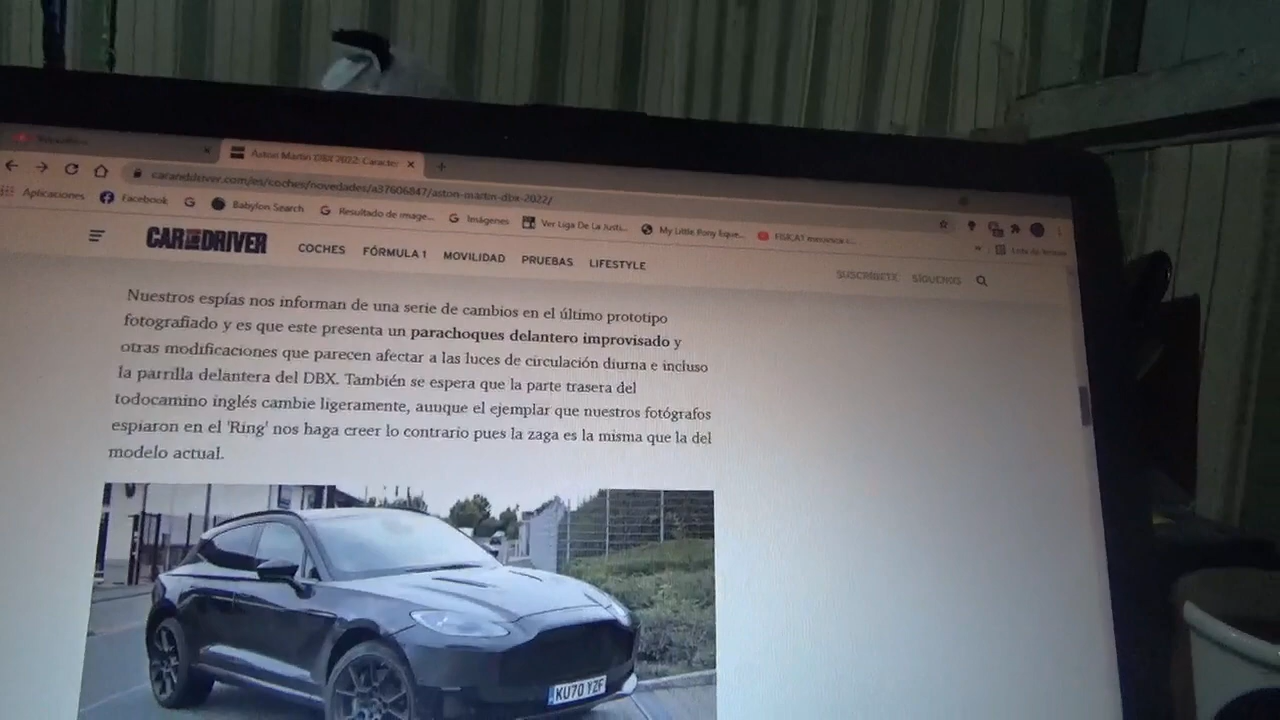 Aston Martin DBX 2022: Caracter
caranddriver.com/es/coches/novedades/a37606847/aston-martin-dbx-2022/
Aplicaciones Facebook Babylon Search Resultado de image... Imágenes Ver Liga De La Justi... My Little Pony Eque...
CAR AND DRIVER COCHES FÓRMULA 1 MOVILIDAD PRUEBAS LIFESTYLE SUSCRÍBETE SÍGUENOS
Nuestros espías nos informan de una serie de cambios en el último prototipo
fotografiado y es que este presenta un parachoques delantero improvisado y
otras modificaciones que parecen afectar a las luces de circulación diurna e incluso
la parrilla delantera del DBX. También se espera que la parte trasera del
todocamino inglés cambie ligeramente, aunque el ejemplar que nuestros fotógrafos
espiaron en el 'Ring' nos haga creer lo contrario pues la zaga es la misma que la del
modelo actual.
KU70 YZF